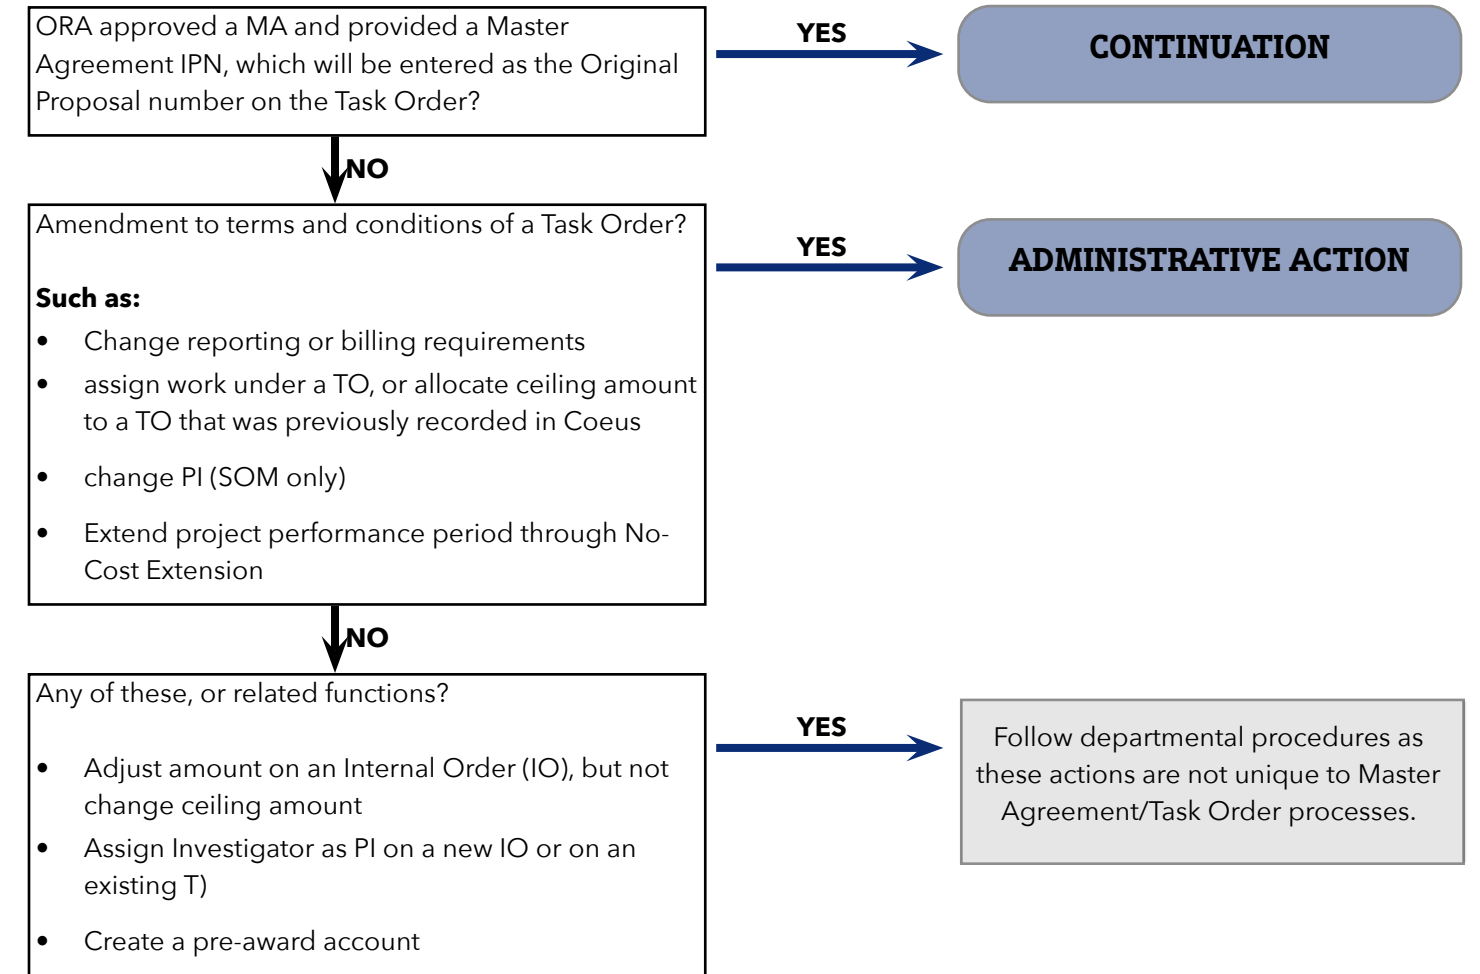 ORA approved a MA and provided a Master
Agreement IPN, which will be entered as the Original
Proposal number on the Task Order?
YES
CONTINUATION
NO
Amendment to terms and conditions of a Task Order?
Such as:
• Change reporting or billing requirements
• assign work under a TO, or allocate ceiling amount
to a TO that was previously recorded in Coeus
• change PI (SOM only)
• Extend project performance period through No-
Cost Extension
YES
ADMINISTRATIVE ACTION
NO
Any of these, or related functions?
• Adjust amount on an Internal Order (IO), but not
change ceiling amount
• Assign Investigator as PI on a new IO or on an
existing T)
• Create a pre-award account
YES
Follow departmental procedures as
these actions are not unique to Master
Agreement/Task Order processes.